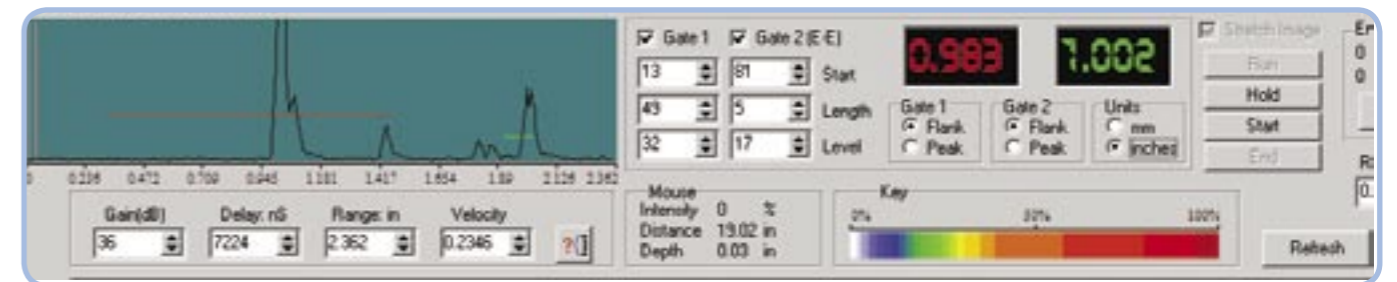 Gate 1 Gate 2 (E-E) 0.983 1.002
13 81 Start
49 5 Length
32 17 Level
Gate 1 Gate 2 Units
Flank Flank mm
Peak Peak inches
Stretch Image
Run
Hold
Start
End
0
0
0.236 0.472 0.709 0.945 1.181 1.417 1.654 1.89 2.126 2.362
Gain(dB) Delay: nS Range: in Velocity
36 7224 2.362 0.2346 ?(]
Mouse
Intensity 0 %
Distance 19.02 in
Depth 0.03 in
Key
0% 50% 100%
Refresh